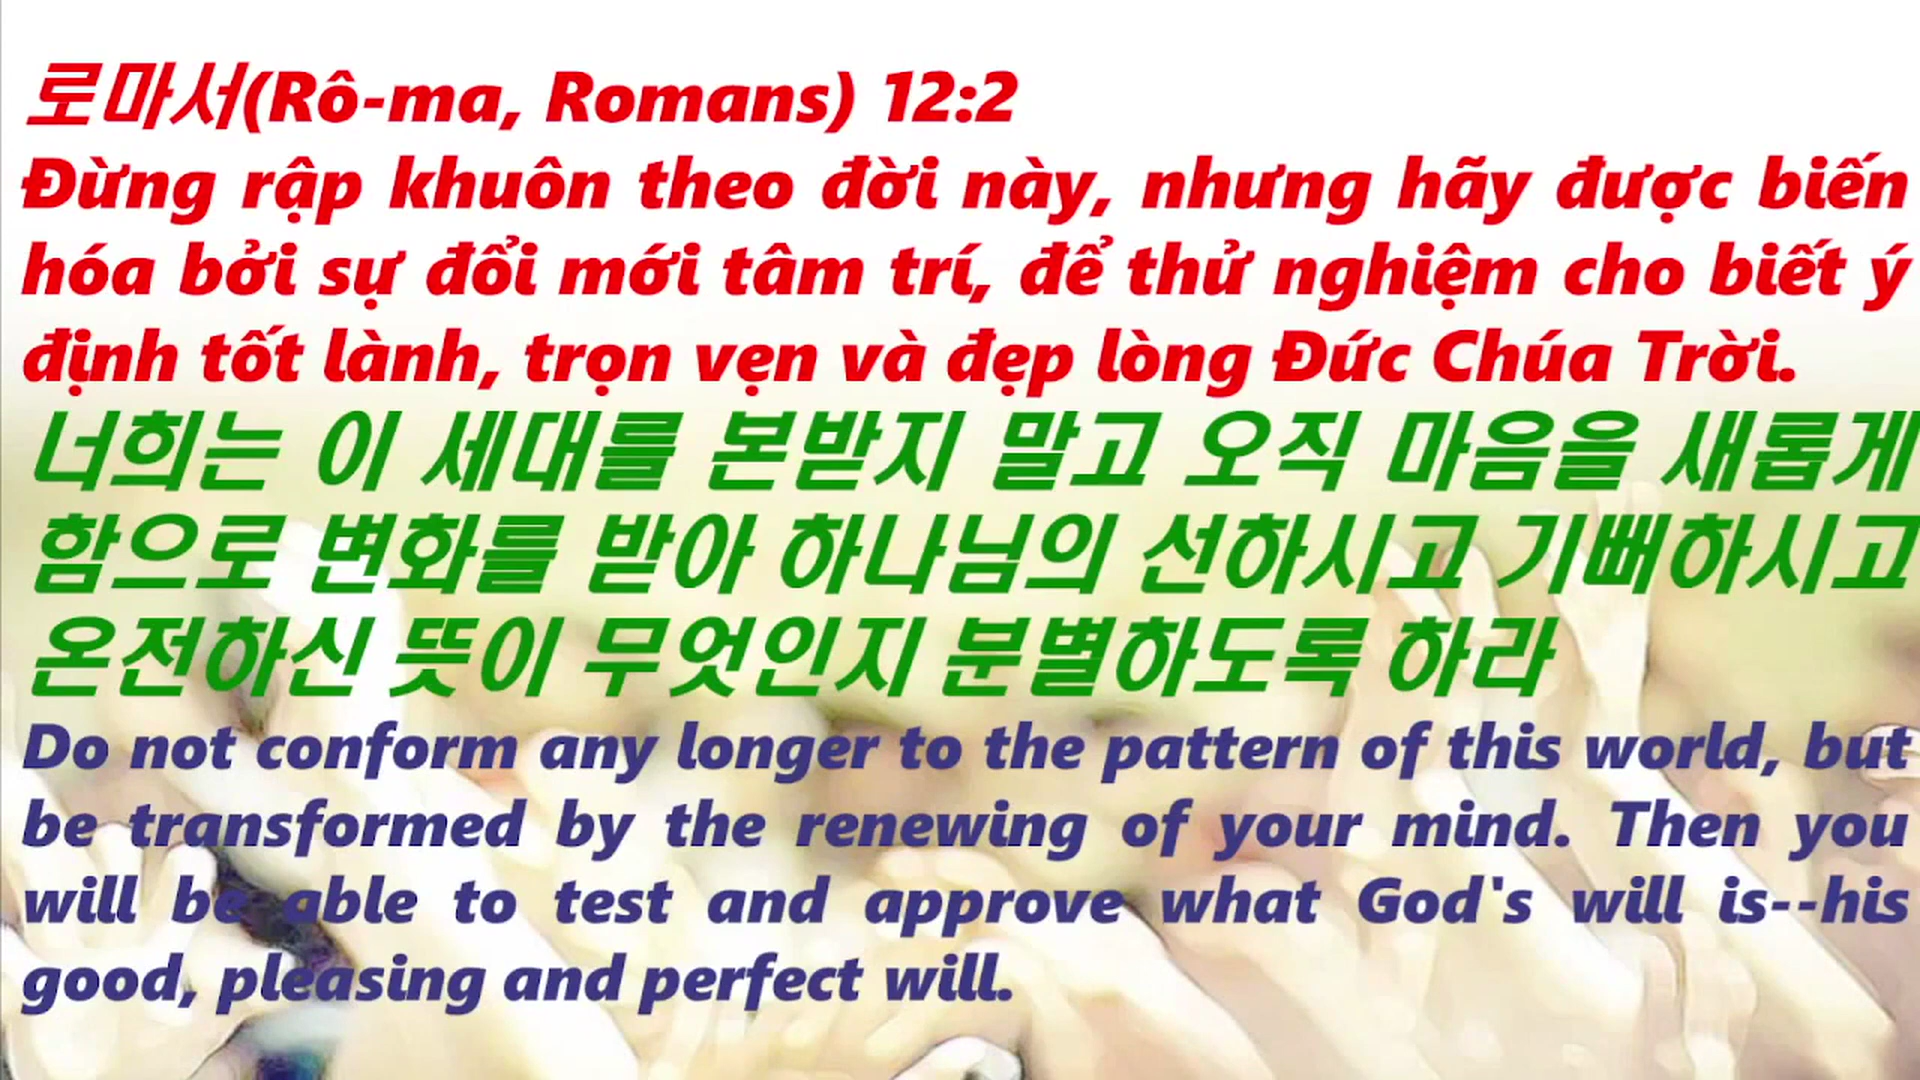 로마서(Rô-ma, Romans) 12:2
Đừng rập khuôn theo đời này, nhưng hãy được biến
hóa bởi sự đổi mới tâm trí, để thử nghiệm cho biết ý
định tốt lành, trọn vẹn và đẹp lòng Đức Chúa Trời.
너희는 이 세대를 본받지 말고 오직 마음을 새롭게
함으로 변화를 받아 하나님의 선하시고 기뻐하시고
온전하신 뜻이 무엇인지 분별하도록 하라
Do not conform any longer to the pattern of this world, but
be transformed by the renewing of your mind. Then you
will be able to test and approve what God's will is--his
good, pleasing and perfect will.